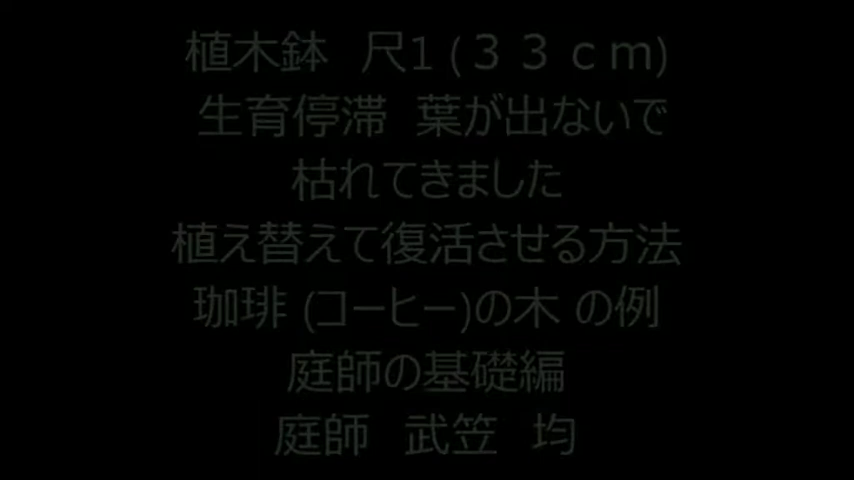 植木鉢　尺1 (３３ｃｍ)
生育停滞　葉が出ないで
枯れてきました
植え替えて復活させる方法
珈琲 (コーヒー)の木 の例
庭師の基礎編
庭師　武笠　均